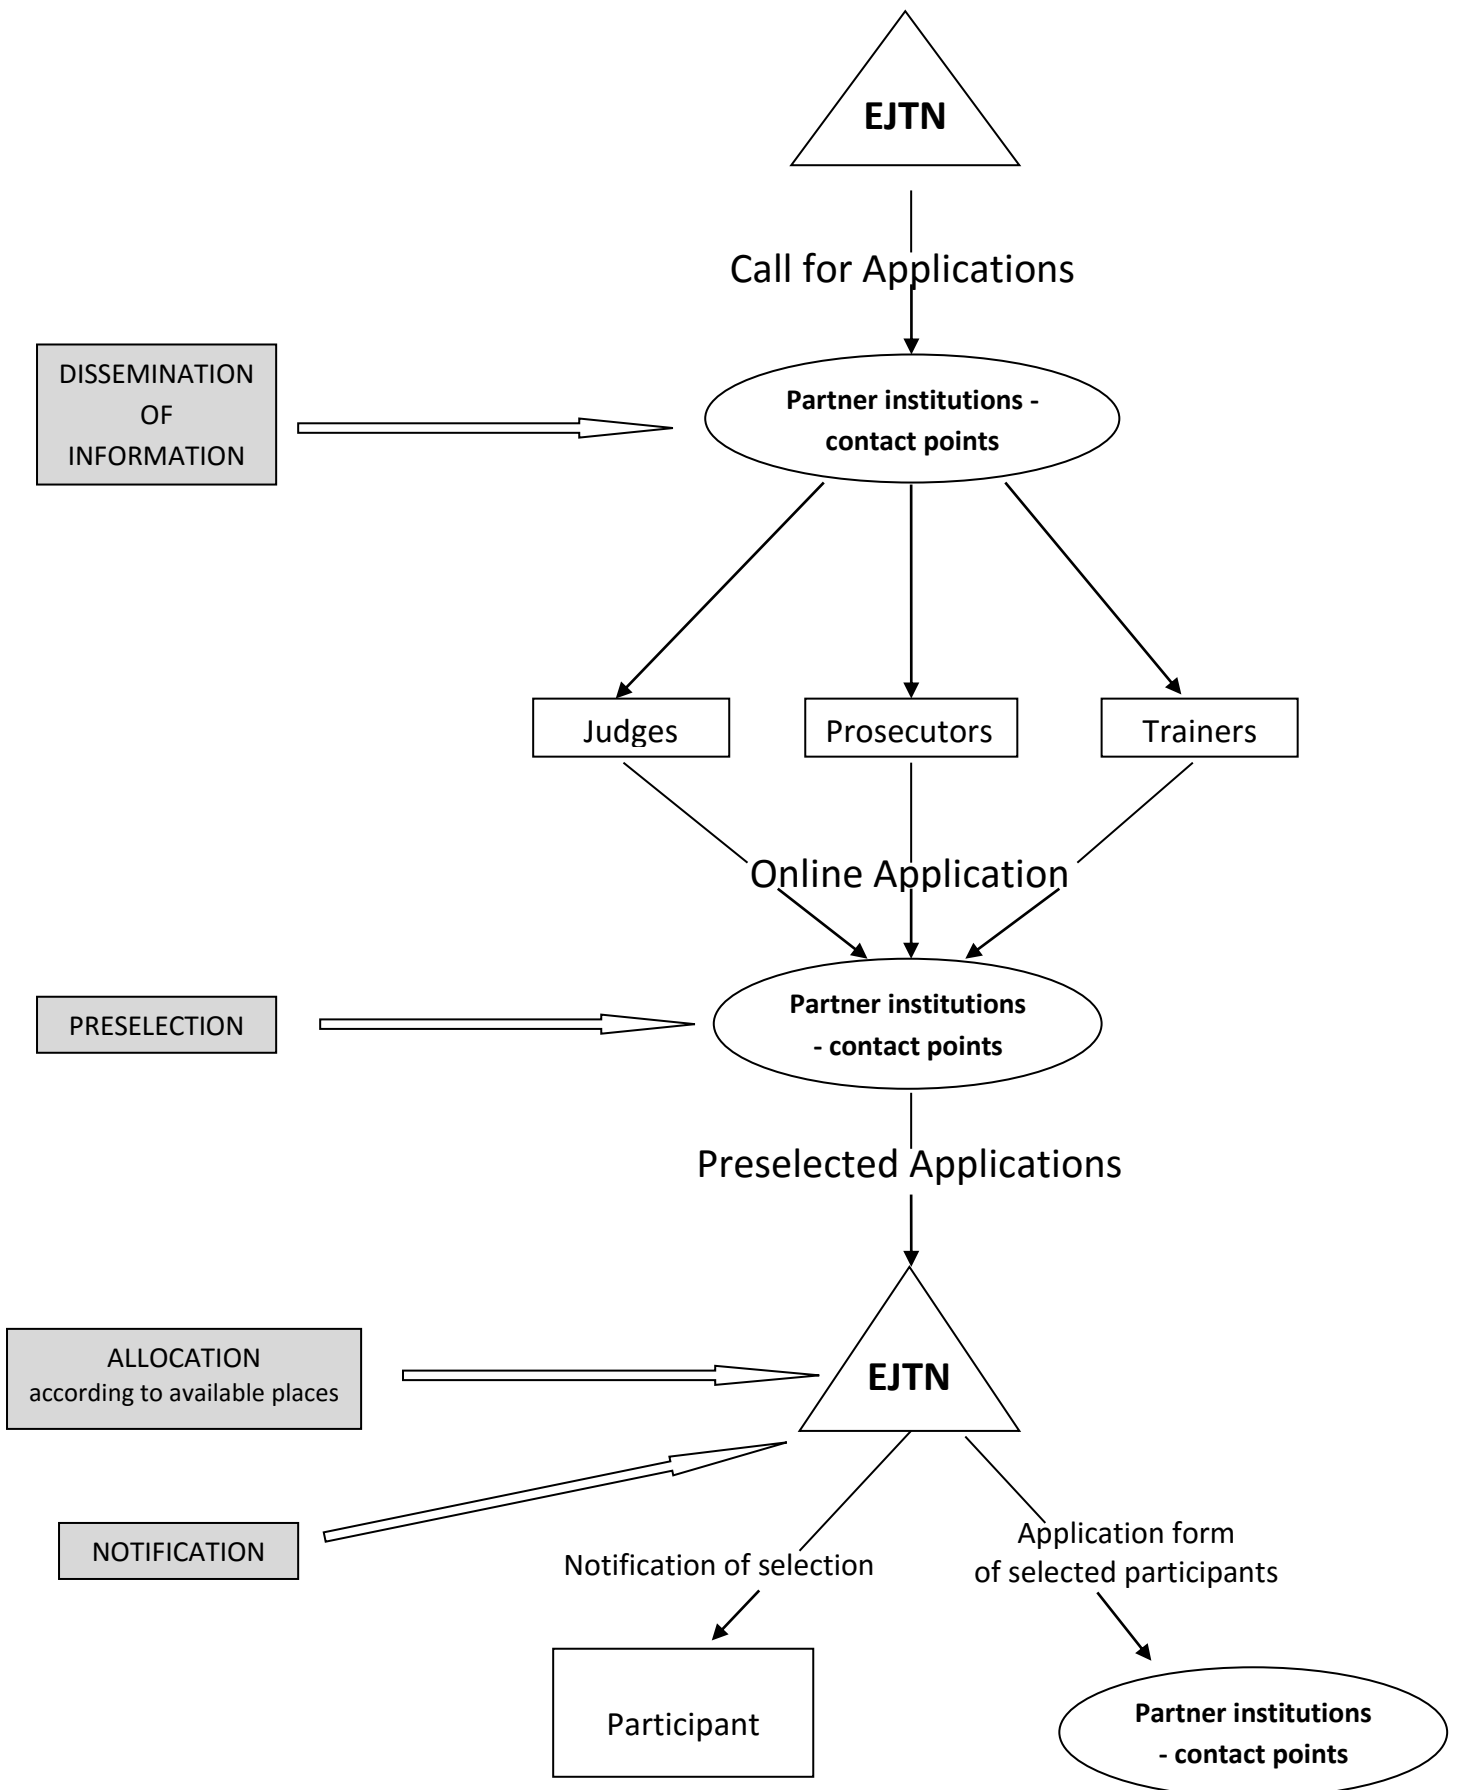 EJTN
Call for Applications
DISSEMINATION
OF
INFORMATION
Partner institutions -
contact points
Judges
Prosecutors
Trainers
Online Application
PRESELECTION
Partner institutions
- contact points
Preselected Applications
ALLOCATION
according to available places
EJTN
NOTIFICATION
Notification of selection
Application form
of selected participants
Participant
Partner institutions
- contact points